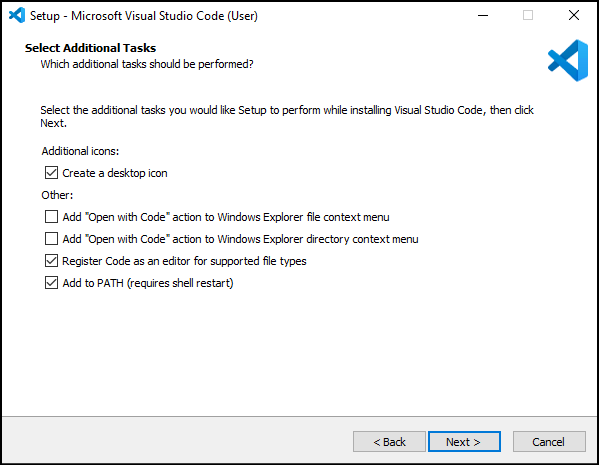 Setup - Microsoft Visual Studio Code (User)
Select Additional Tasks
Which additional tasks should be performed?
Select the additional tasks you would like Setup to perform while installing Visual Studio Code, then click
Next.
Additional icons:
Create a desktop icon
Other:
Add "Open with Code" action to Windows Explorer file context menu
Add "Open with Code" action to Windows Explorer directory context menu
Register Code as an editor for supported file types
Add to PATH (requires shell restart)
< Back Next > Cancel